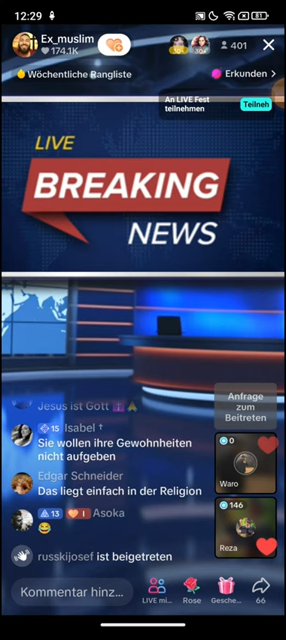 12:29
81
Ex_muslim
174.1K
401
Wöchentliche Rangliste
Erkunden >
An LIVE Fest
teilnehmen
Teilneh
LIVE
BREAKING
NEWS
Jesus ist Gott
Anfrage
zum
Beitreten
15 Isabel †
Sie wollen ihre Gewohnheiten
nicht aufgeben
0
Waro
Edgar Schneider
Das liegt einfach in der Religion
13 I Asoka
146
Reza
russkijosef ist beigetreten
Kommentar hinz...
LIVE mi...
Rose
Gesche...
66